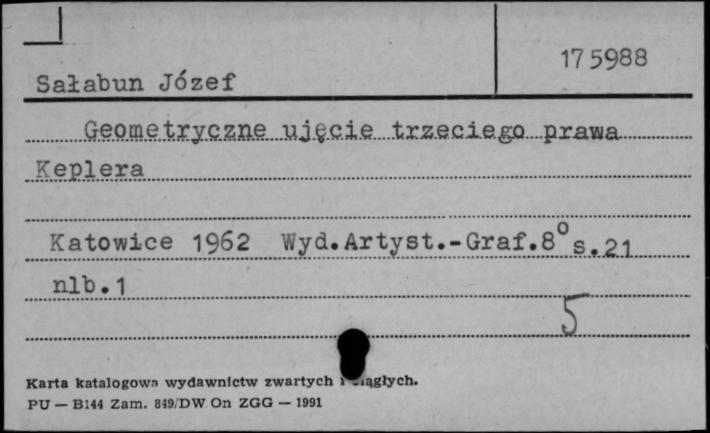 175988
Sałabun Józef
Geometryczne ujęcie trzeciego prawa
Keplera
Katowice 1962 Wyd.Artyst.-Graf.8° s.21
nlb.1
5
Karta katalogowa wydawnictw zwartych i ciągłych.
PU — B144 Zam. 849/DW On ZGG — 1991